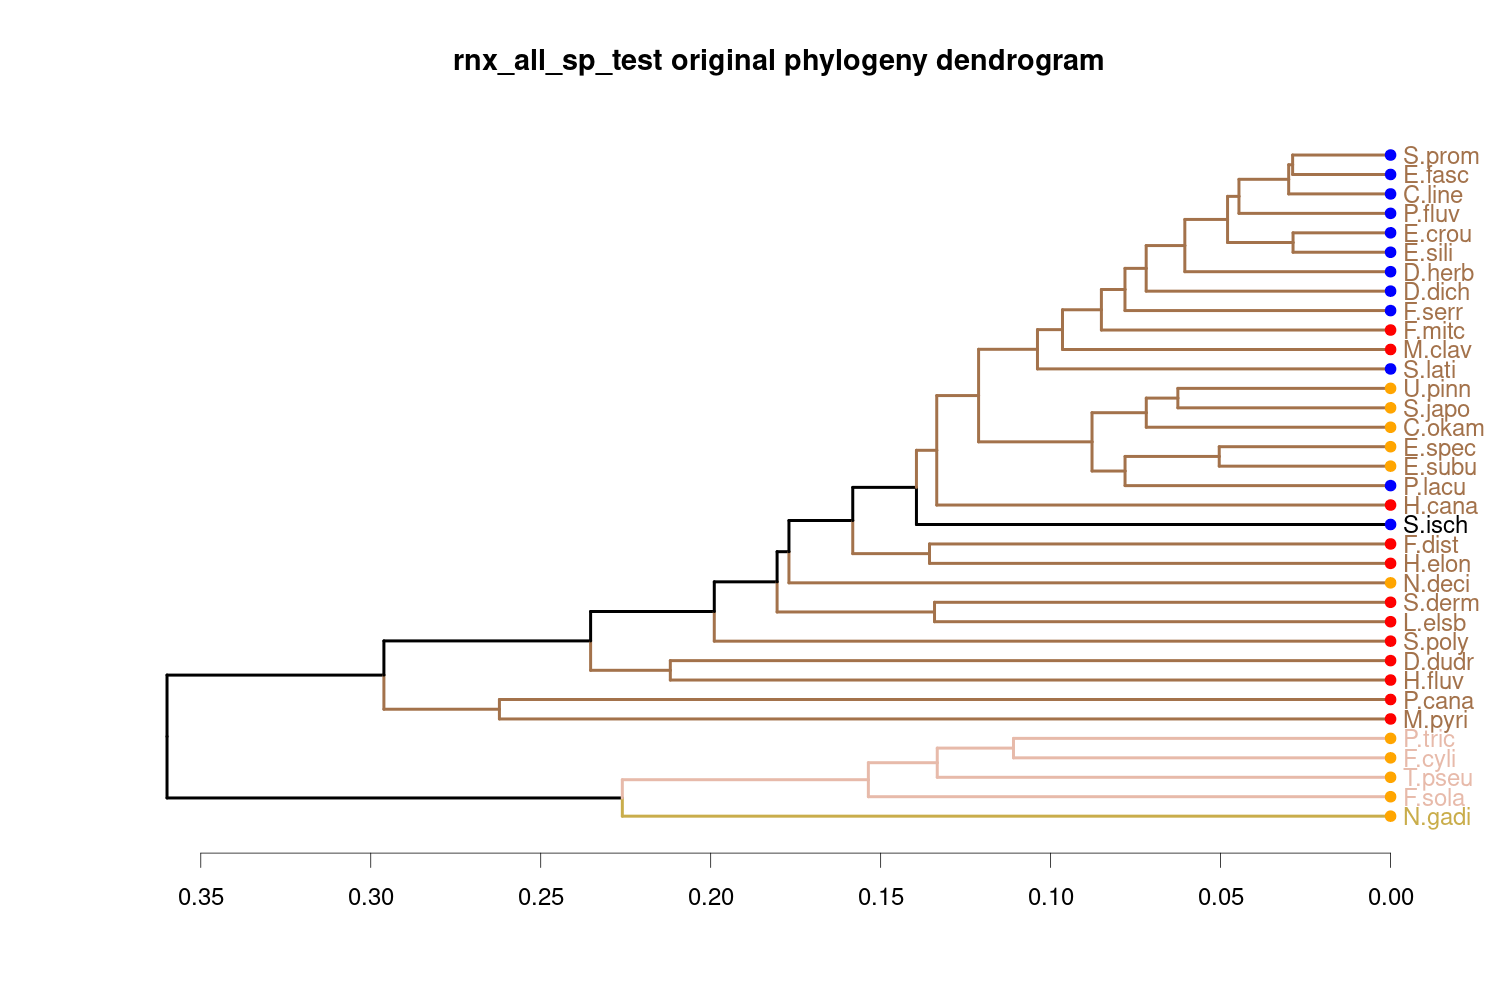 rnx_all_sp_test original phylogeny dendrogram
S.prom
E.fasc
C.line
P.fluv
E.crou
E.sili
D.herb
D.dich
F.serr
F.mitc
M.clav
S.lati
U.pinn
S.japo
C.okam
E.spec
E.subu
P.lacu
H.cana
S.isch
F.dist
H.elon
N.deci
S.derm
L.elsb
S.poly
D.dudr
H.fluv
P.cana
M.pyri
P.tric
F.cyli
T.pseu
F.sola
N.gadi
0.35 0.30 0.25 0.20 0.15 0.10 0.05 0.00